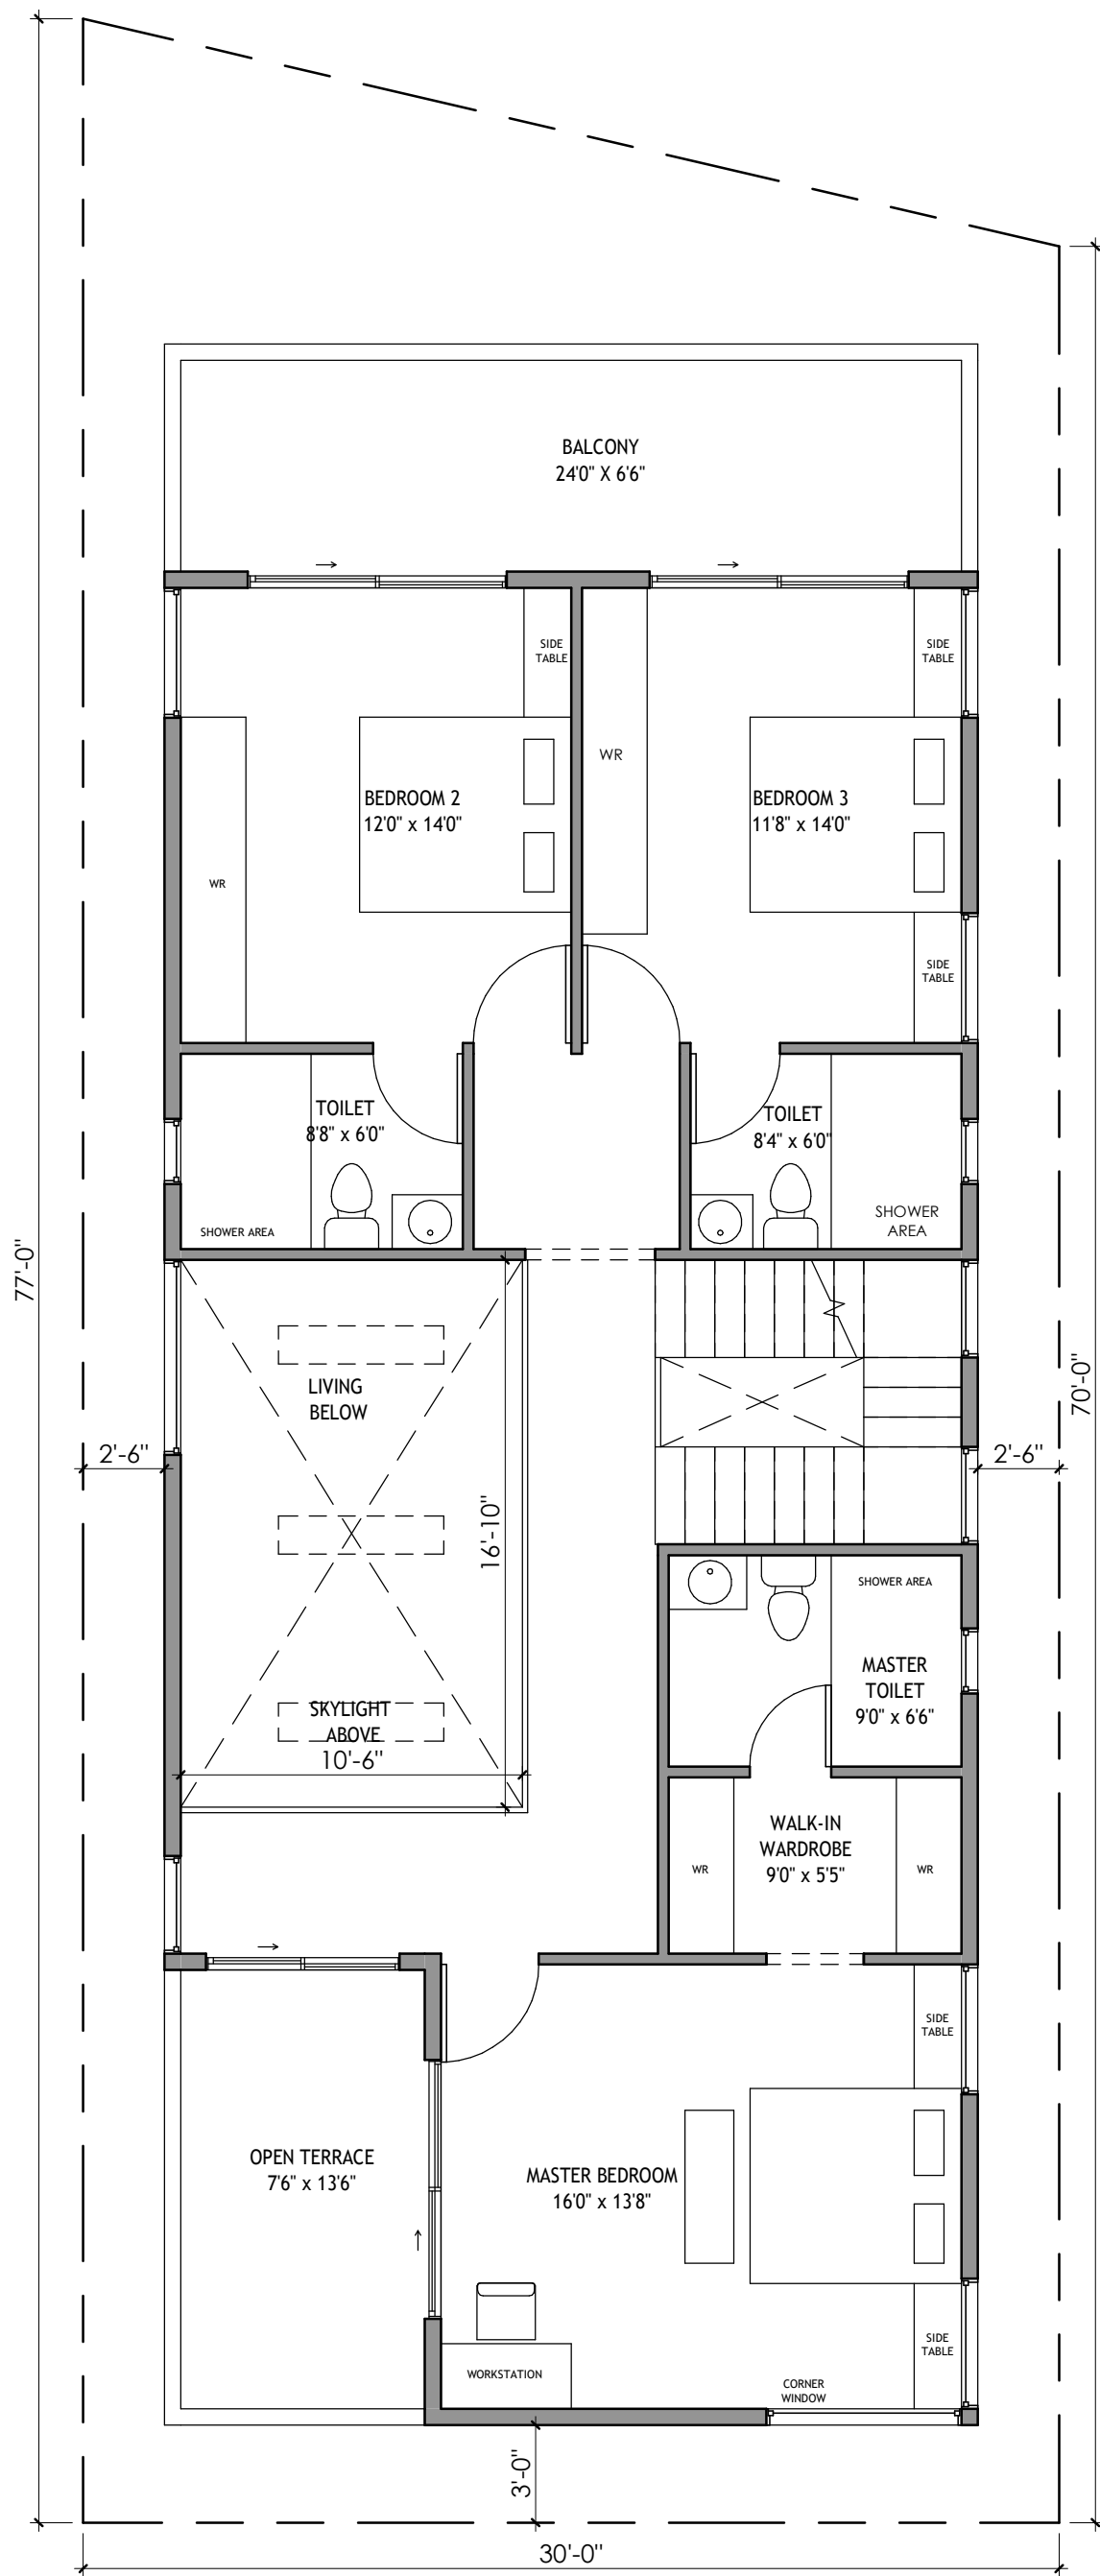 BALCONY
24'0" X 6'6"
SIDE
TABLE
SIDE
TABLE
WR
BEDROOM 2
12'0" x 14'0"
BEDROOM 3
11'8" x 14'0"
WR
SIDE
TABLE
TOILET
8'8" x 6'0"
TOILET
8'4" x 6'0"
SHOWER AREA
SHOWER
AREA
77'-0"
70'-0"
LIVING
BELOW
2'-6"
2'-6"
16'-10"
SHOWER AREA
MASTER
TOILET
9'0" x 6'6"
SKYLIGHT
ABOVE
10'-6"
WALK-IN
WARDROBE
9'0" x 5'5"
WR
WR
SIDE
TABLE
OPEN TERRACE
7'6" x 13'6"
MASTER BEDROOM
16'0" x 13'8"
SIDE
TABLE
WORKSTATION
CORNER
WINDOW
3'-0"
30'-0"